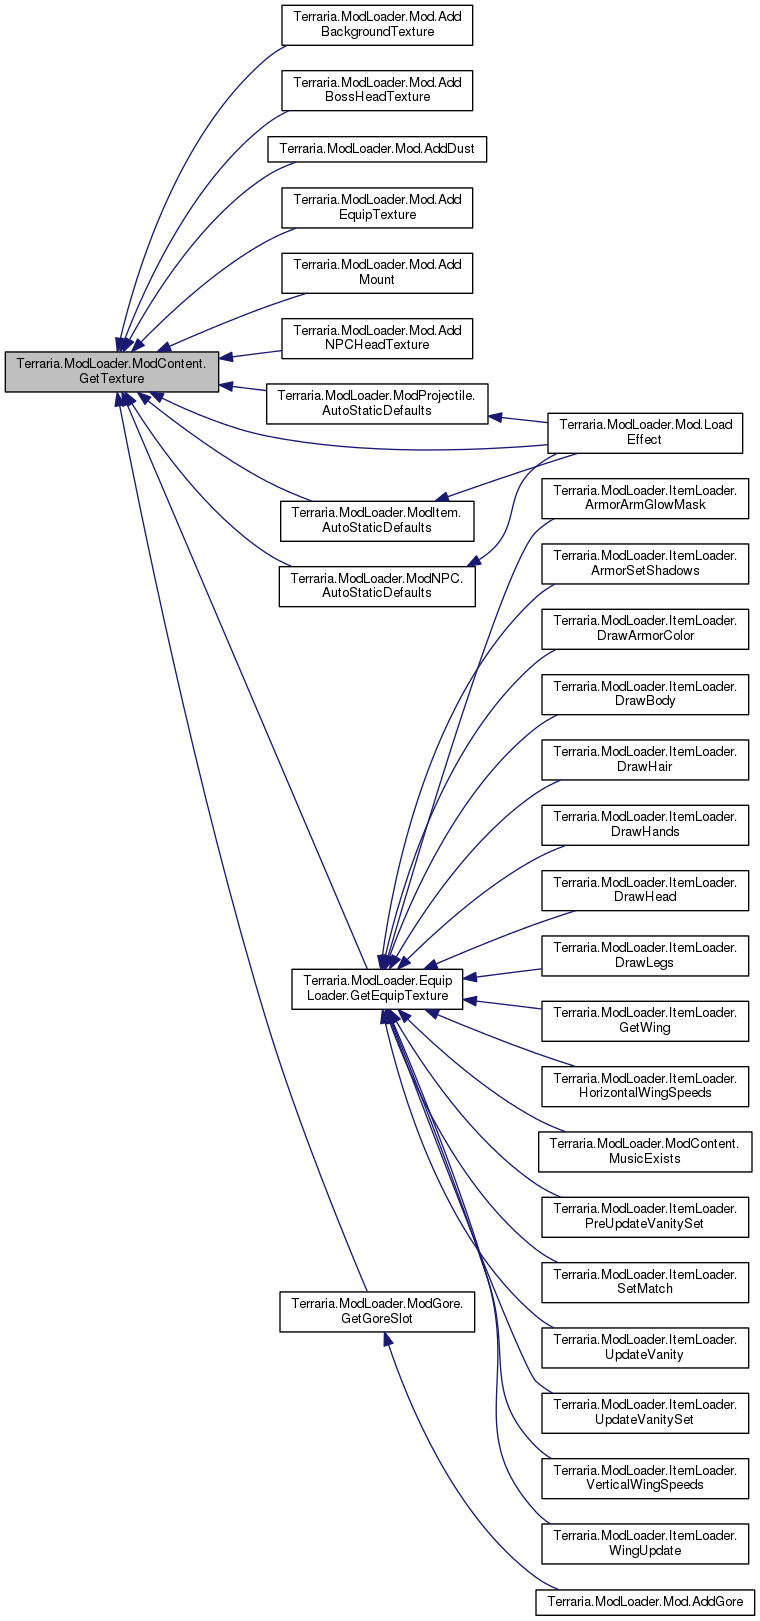 Terraria.ModLoader.Mod.Add
BackgroundTexture
Terraria.ModLoader.Mod.Add
BossHeadTexture
Terraria.ModLoader.Mod.AddDust
Terraria.ModLoader.Mod.Add
EquipTexture
Terraria.ModLoader.Mod.Add
Mount
Terraria.ModLoader.Mod.Add
NPCHeadTexture
Terraria.ModLoader.ModContent.
GetTexture
Terraria.ModLoader.ModProjectile.
AutoStaticDefaults
Terraria.ModLoader.Mod.Load
Effect
Terraria.ModLoader.ModItem.
AutoStaticDefaults
Terraria.ModLoader.ModNPC.
AutoStaticDefaults
Terraria.ModLoader.ItemLoader.
ArmorArmGlowMask
Terraria.ModLoader.ItemLoader.
ArmorSetShadows
Terraria.ModLoader.ItemLoader.
DrawArmorColor
Terraria.ModLoader.ItemLoader.
DrawBody
Terraria.ModLoader.ItemLoader.
DrawHair
Terraria.ModLoader.ItemLoader.
DrawHands
Terraria.ModLoader.ItemLoader.
DrawHead
Terraria.ModLoader.ItemLoader.
DrawLegs
Terraria.ModLoader.Equip
Loader.GetEquipTexture
Terraria.ModLoader.ItemLoader.
GetWing
Terraria.ModLoader.ItemLoader.
HorizontalWingSpeeds
Terraria.ModLoader.ModContent.
MusicExists
Terraria.ModLoader.ItemLoader.
PreUpdateVanitySet
Terraria.ModLoader.ItemLoader.
SetMatch
Terraria.ModLoader.ModGore.
GetGoreSlot
Terraria.ModLoader.ItemLoader.
UpdateVanity
Terraria.ModLoader.ItemLoader.
UpdateVanitySet
Terraria.ModLoader.ItemLoader.
VerticalWingSpeeds
Terraria.ModLoader.ItemLoader.
WingUpdate
Terraria.ModLoader.Mod.AddGore